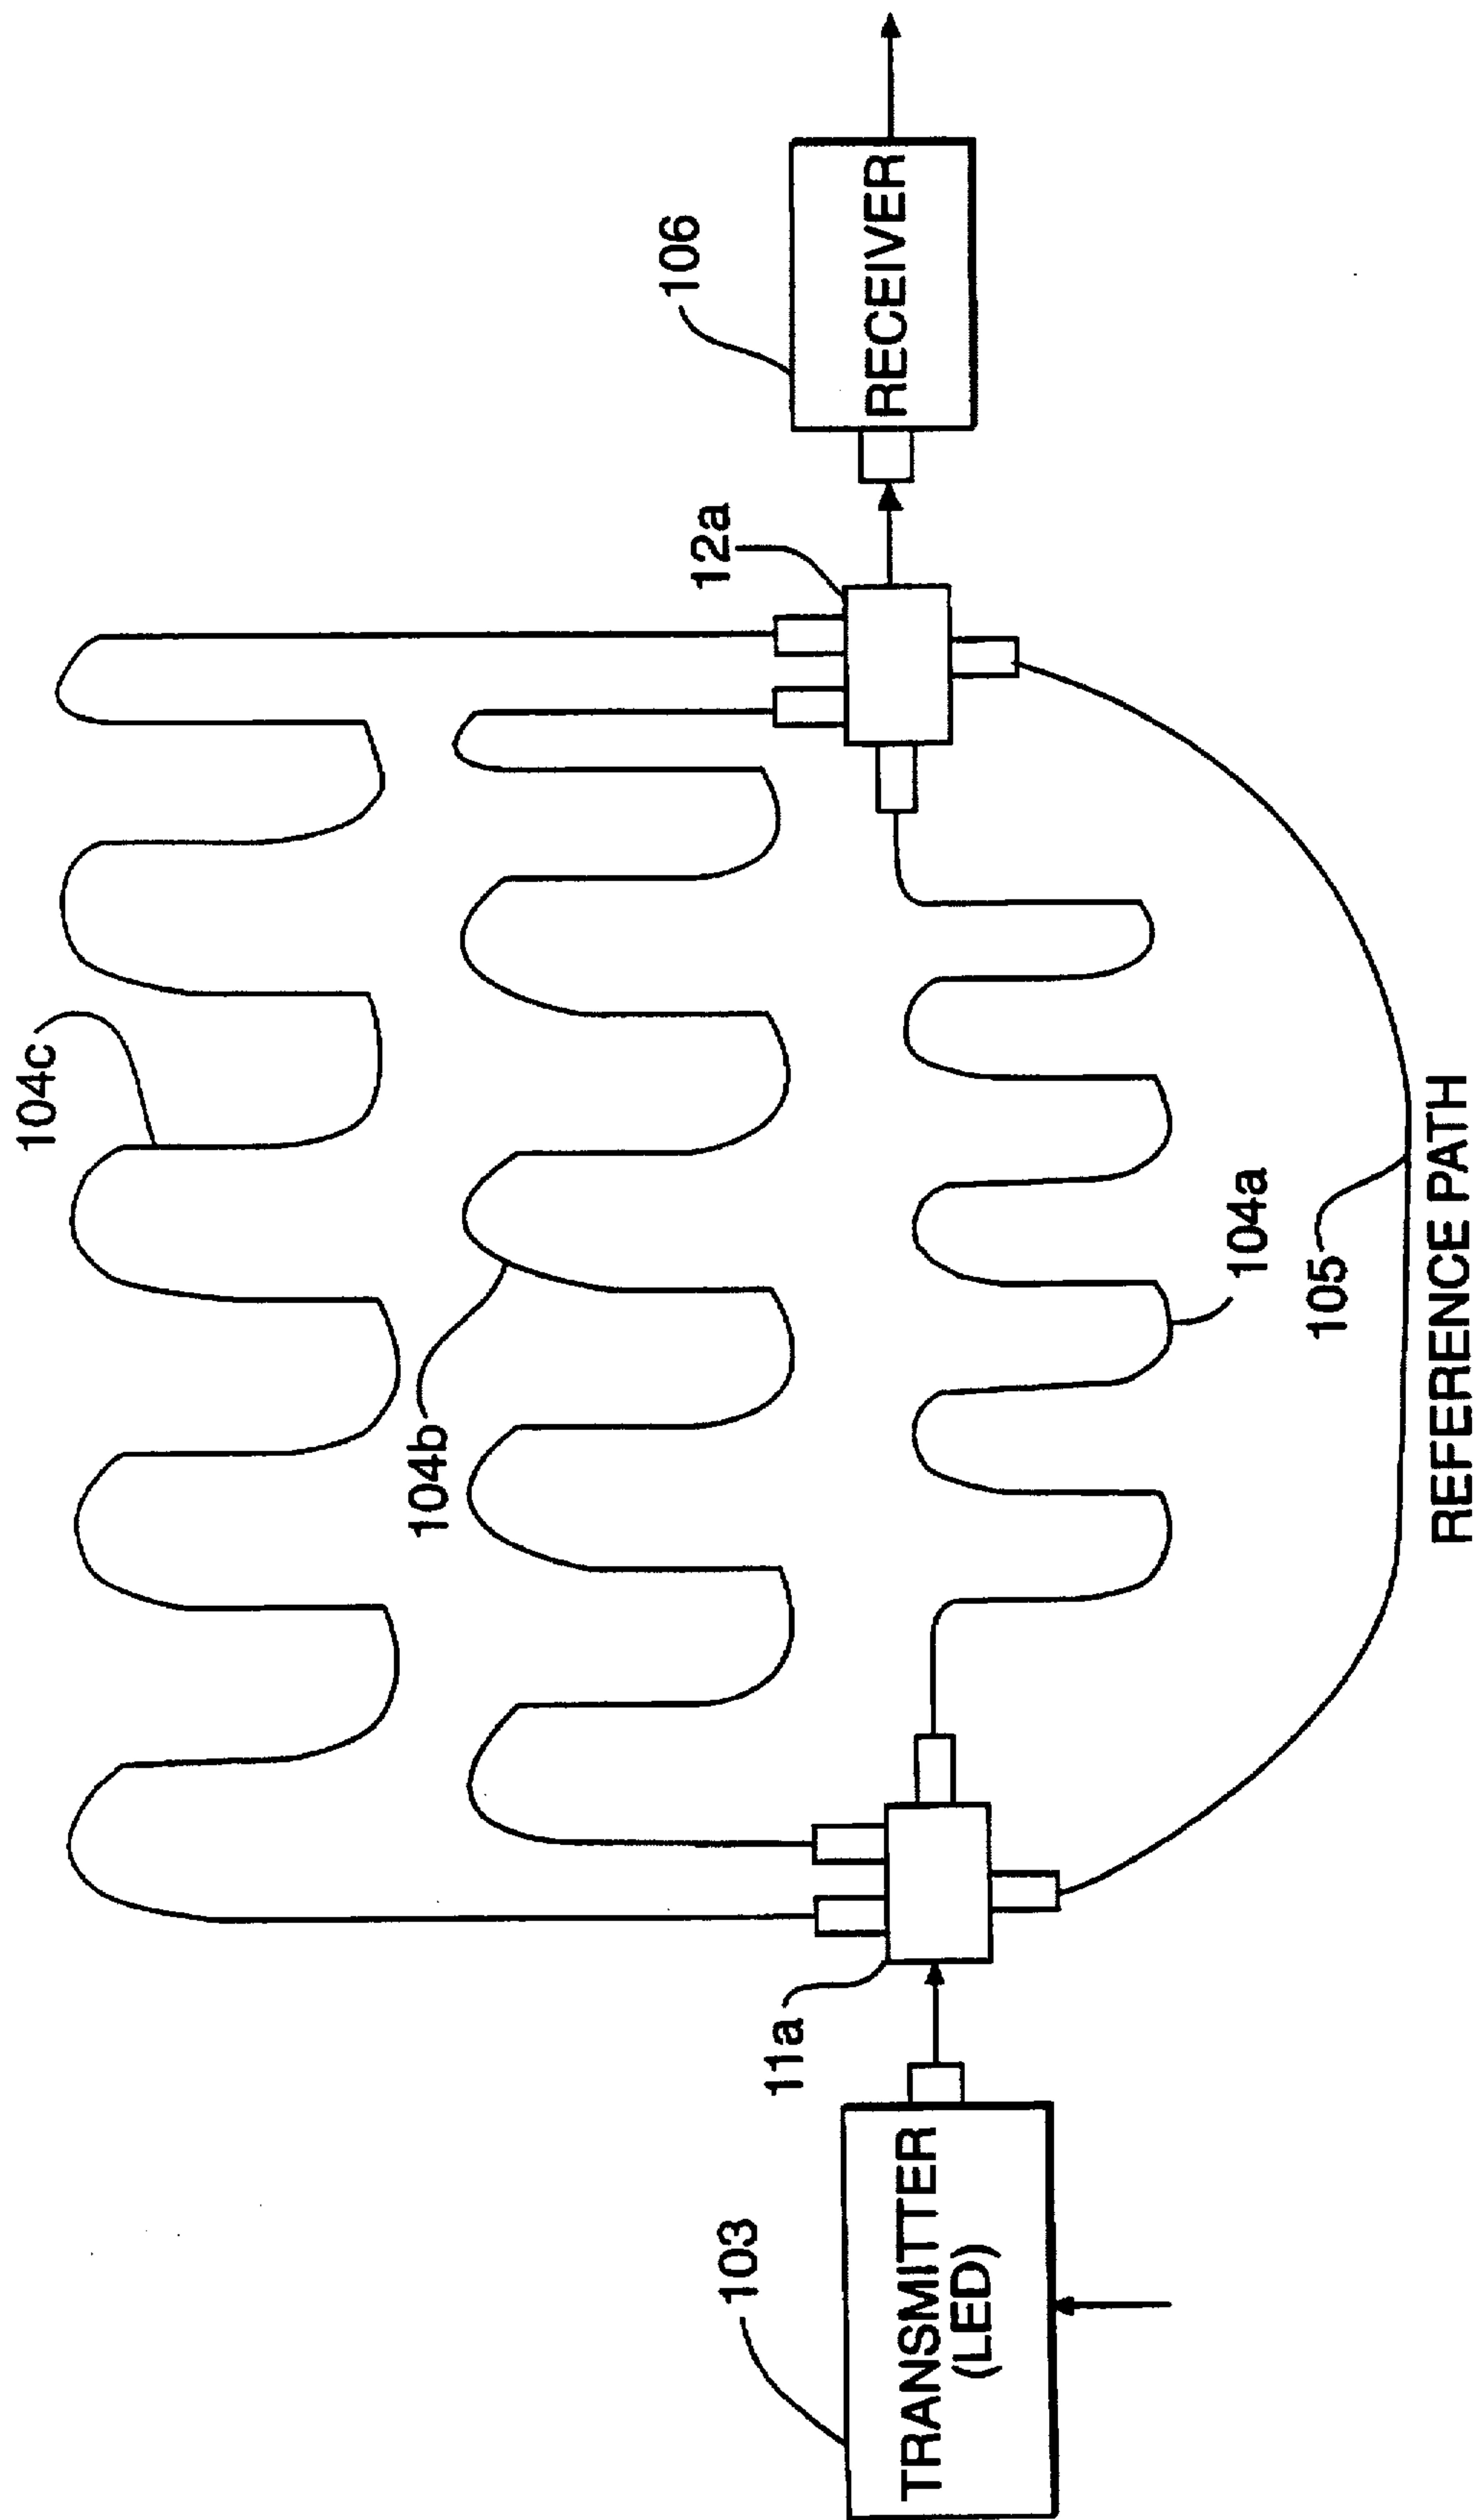 104c
106
12a
RECEIVER
104b
104a
11a
103
TRANSMITTER
(LED)
105
REFERENCE PATH